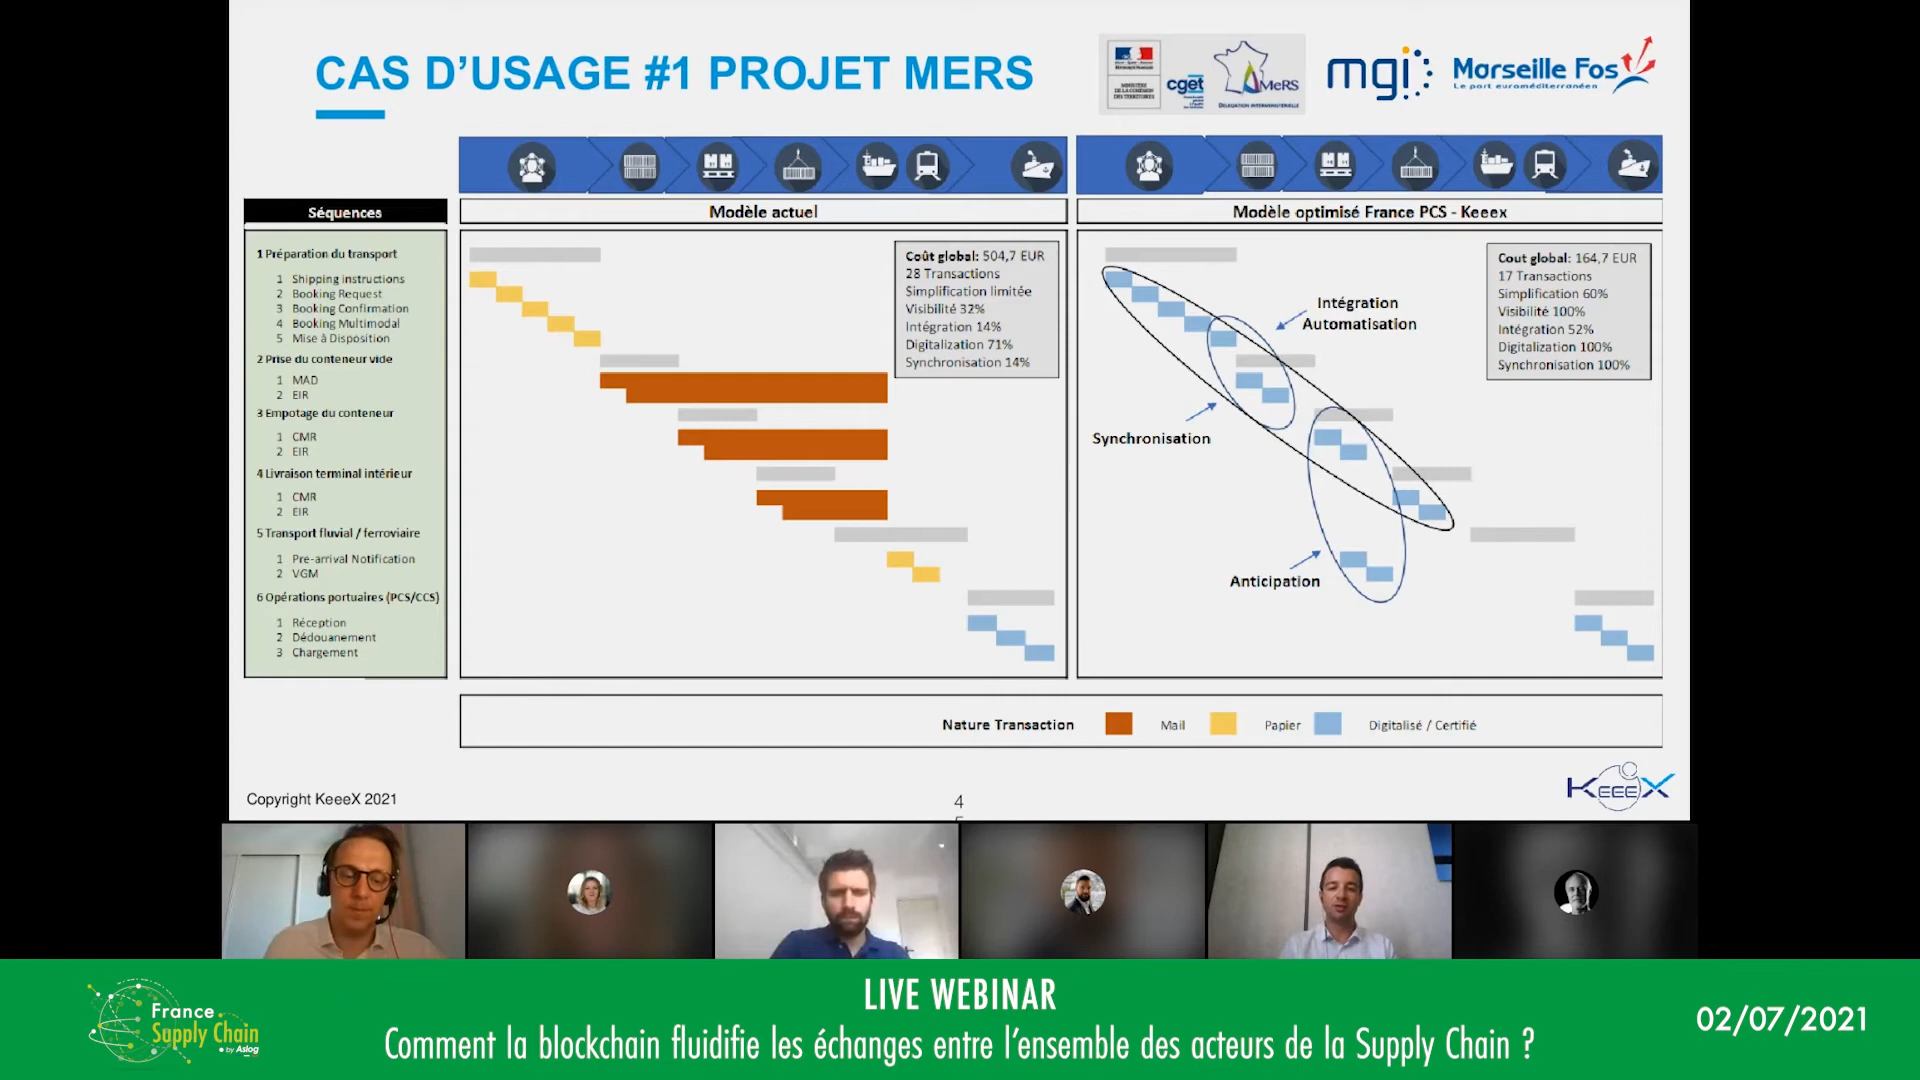 CAS D'USAGE #1 PROJET MERS
cget
MeRS
DÉLÉGATION INTERMINISTÉRIELLE
mgi
Marseille Fos
Le port euroméditerranéen
Séquences
Modèle actuel
Modèle optimisé France PCS - Keeex
1 Préparation du transport
1 Shipping instructions
2 Booking Request
3 Booking Confirmation
4 Booking Multimodal
5 Mise à Disposition
2 Prise du conteneur vide
1 MAD
2 EIR
3 Empotage du conteneur
1 CMR
2 EIR
4 Livraison terminal intérieur
1 CMR
2 EIR
5 Transport fluvial / ferroviaire
1 Pre-arrival Notification
2 VGM
6 Opérations portuaires (PCS/CCS)
1 Réception
2 Dédouanement
3 Chargement
Coût global: 504,7 EUR
28 Transactions
Simplification limitée
Visibilité 32%
Intégration 14%
Digitalization 71%
Synchronisation 14%
Cout global: 164,7 EUR
17 Transactions
Simplification 60%
Visibilité 100%
Intégration 52%
Digitalization 100%
Synchronisation 100%
Intégration
Automatisation
Synchronisation
Anticipation
Nature Transaction Mail Papier Digitalisé / Certifié
Copyright KeeeX 2021
4
KEEEX
France
Supply Chain
by Aslog
LIVE WEBINAR
Comment la blockchain fluidifie les échanges entre l'ensemble des acteurs de la Supply Chain ?
02/07/2021